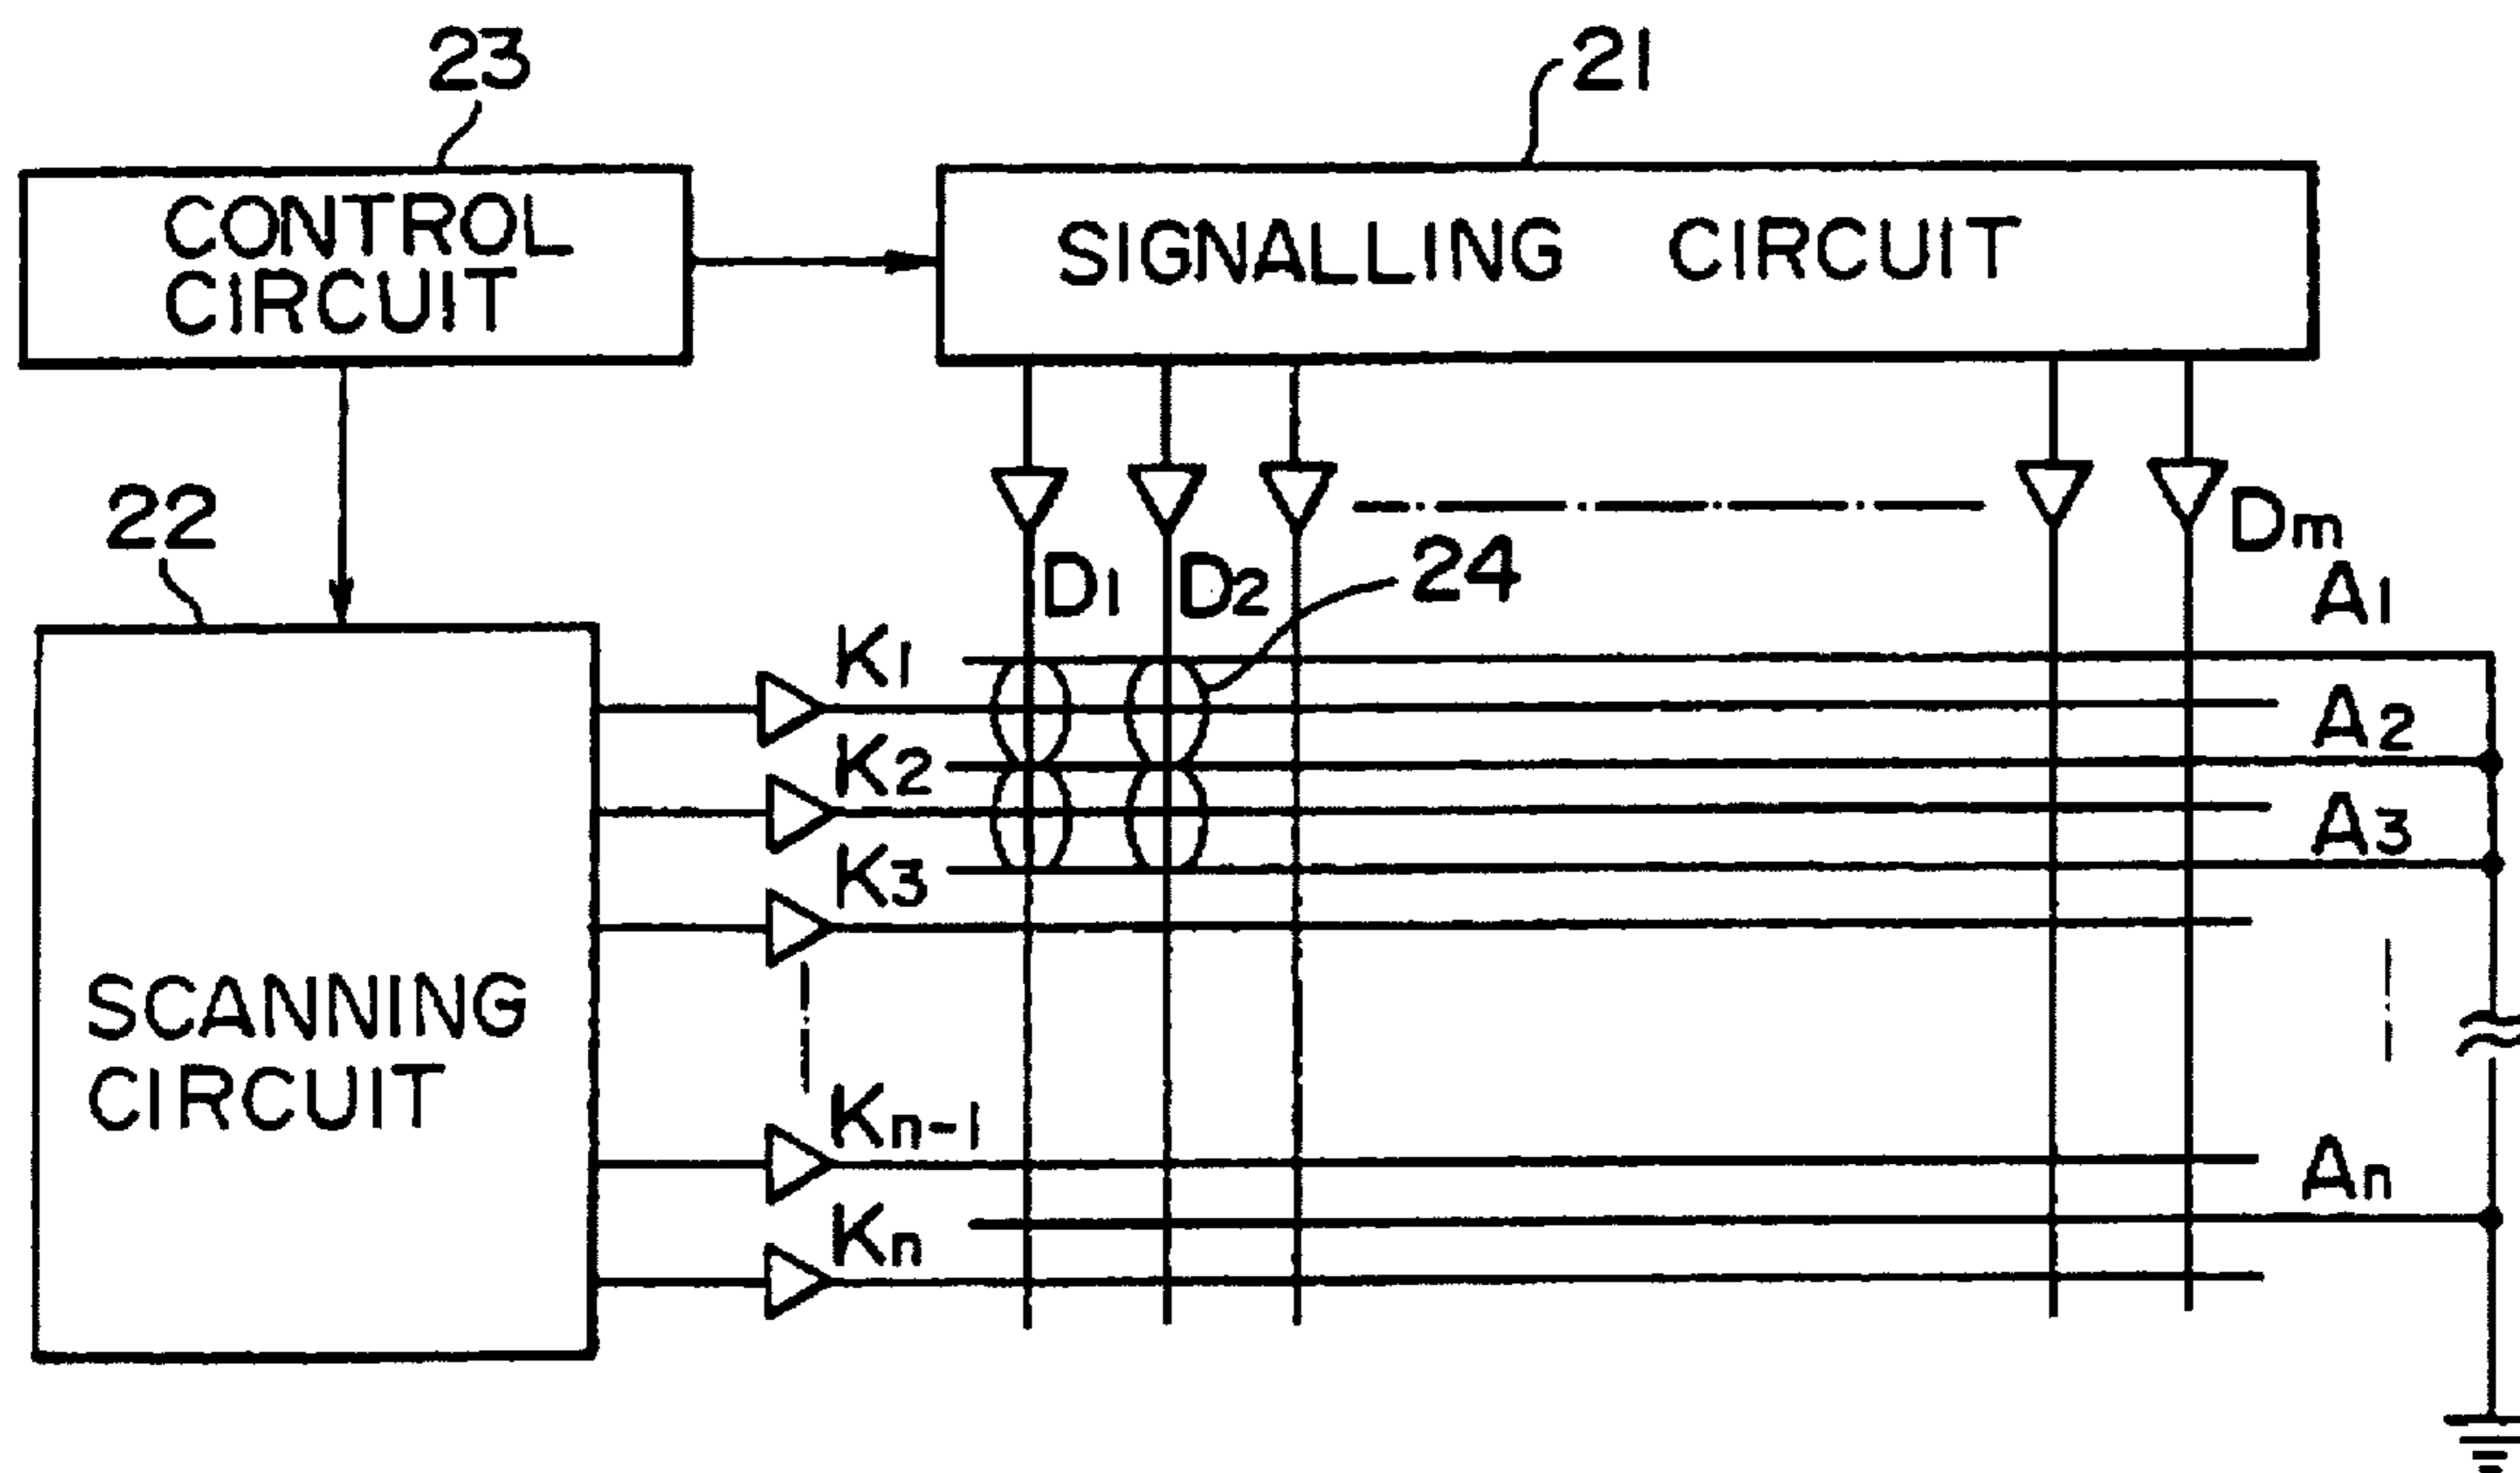 23
21
CONTROL
CIRCUIT
SIGNALLING CIRCUIT
22
D1
D2
24
Dm
A1
K1
A2
K2
A3
K3
SCANNING
CIRCUIT
Kn-1
An
Kn